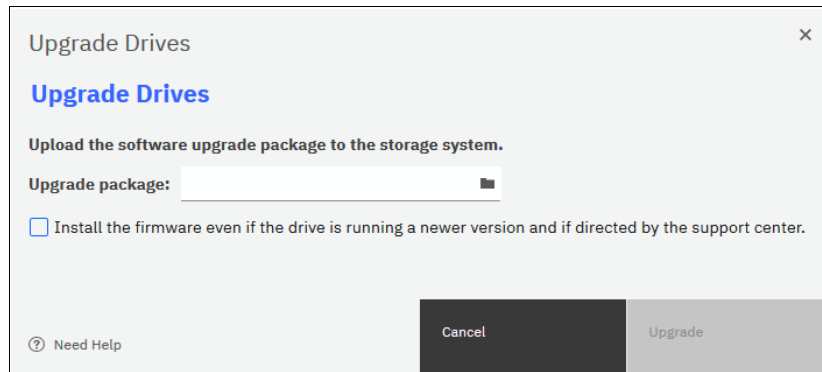 Upgrade Drives
Upgrade Drives
Upload the software upgrade package to the storage system.
Upgrade package:
Install the firmware even if the drive is running a newer version and if directed by the support center.
Need Help
Cancel
Upgrade